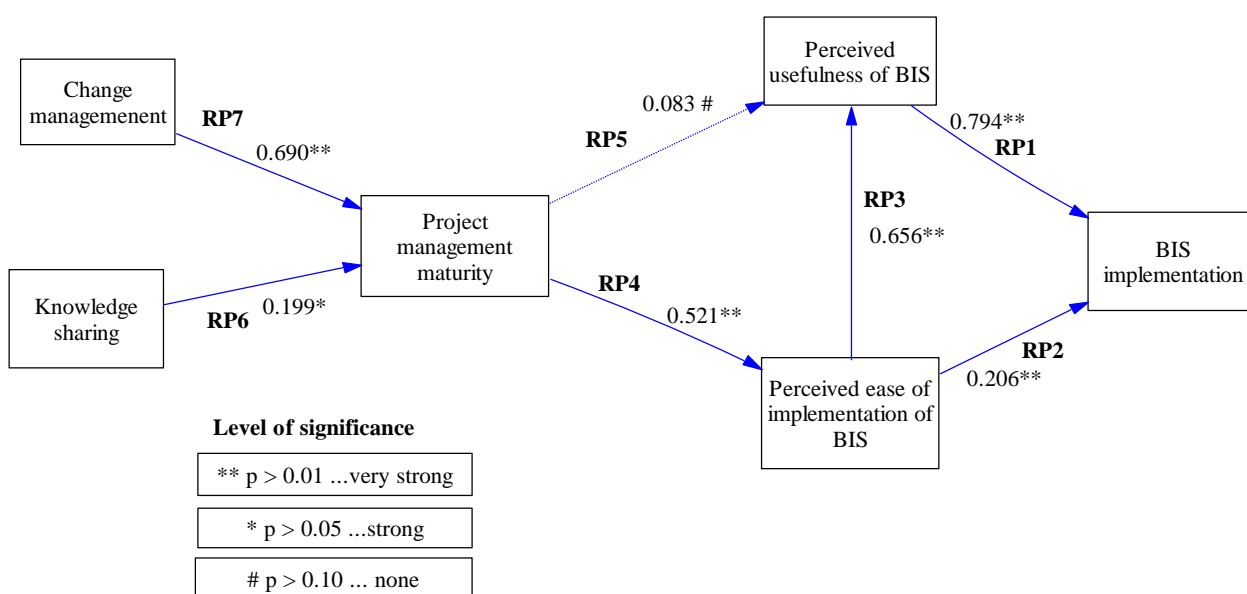 Change
managemenent
RP7
0.690**
Knowledge
sharing
RP6
0.199*
Project
management
maturity
RP5
0.083 #
RP4
0.521**
Perceived
usefulness of BIS
RP3
0.656**
Perceived ease of
implementation of
BIS
0.794**
RP1
RP2
0.206**
BIS
implementation
Level of significance
** p > 0.01 ...very strong
* p > 0.05 ...strong
# p > 0.10 ... none